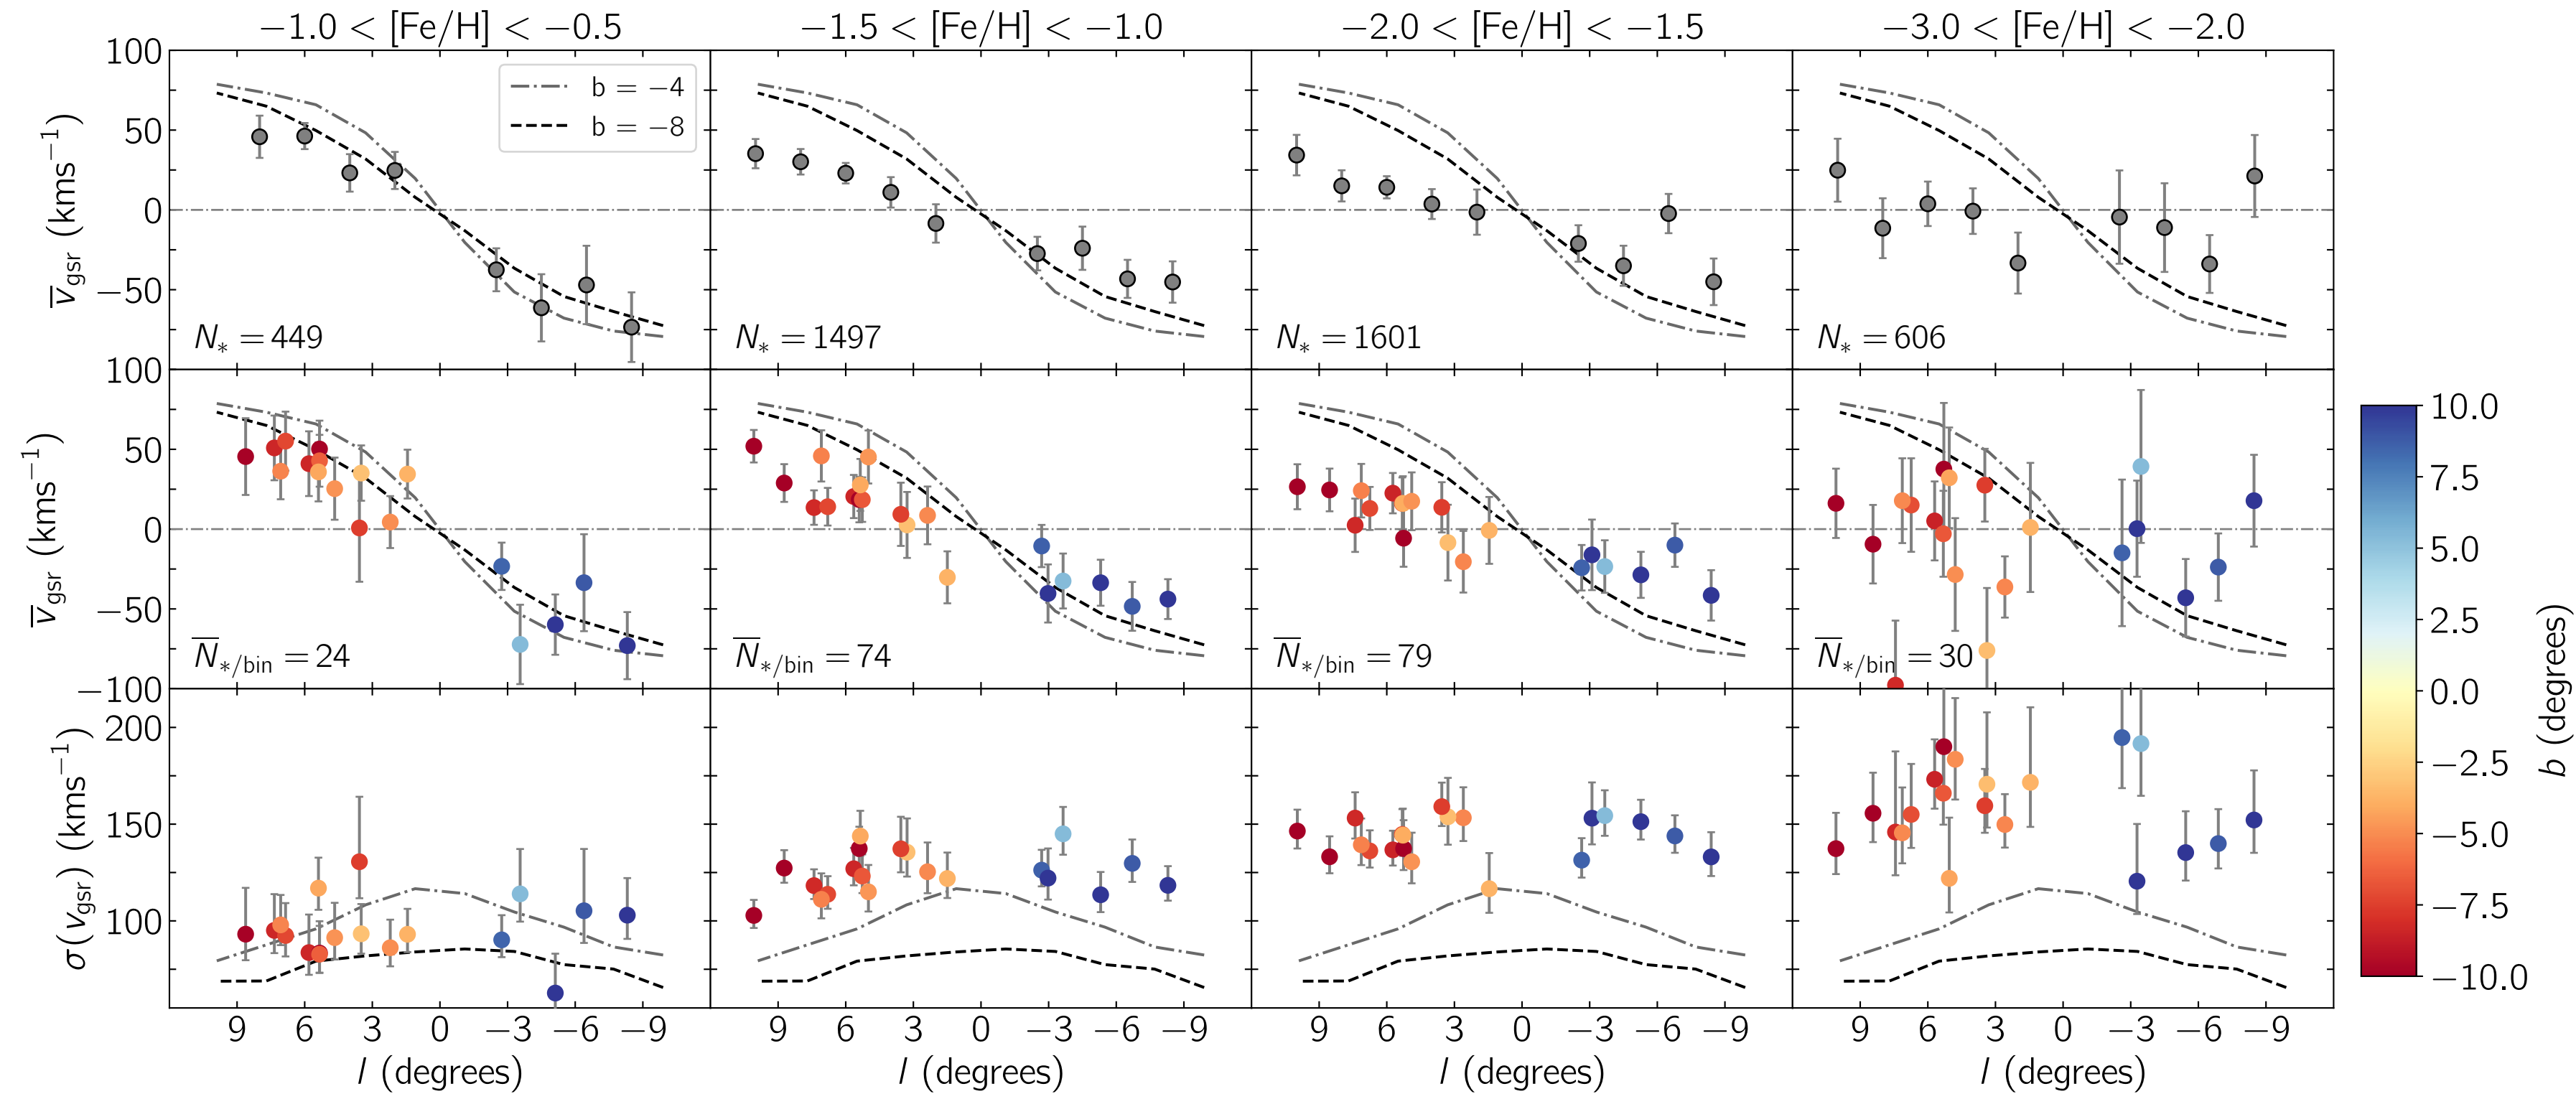 −1.0 < [Fe/H] < −0.5
−1.5 < [Fe/H] < −1.0
−2.0 < [Fe/H] < −1.5
−3.0 < [Fe/H] < −2.0
100
50
0
−50
v̅gsr (kms⁻¹)
b = −4
b = −8
N* = 449
N* = 1497
N* = 1601
N* = 606
100
50
0
−50
−100
v̅gsr (kms⁻¹)
N̅*/bin = 24
N̅*/bin = 74
N̅*/bin = 79
N̅*/bin = 30
200
150
100
σ(vgsr) (kms⁻¹)
9 6 3 0 −3 −6 −9
9 6 3 0 −3 −6 −9
9 6 3 0 −3 −6 −9
9 6 3 0 −3 −6 −9
l (degrees)
l (degrees)
l (degrees)
l (degrees)
10.0
7.5
5.0
2.5
0.0
−2.5
−5.0
−7.5
−10.0
b (degrees)